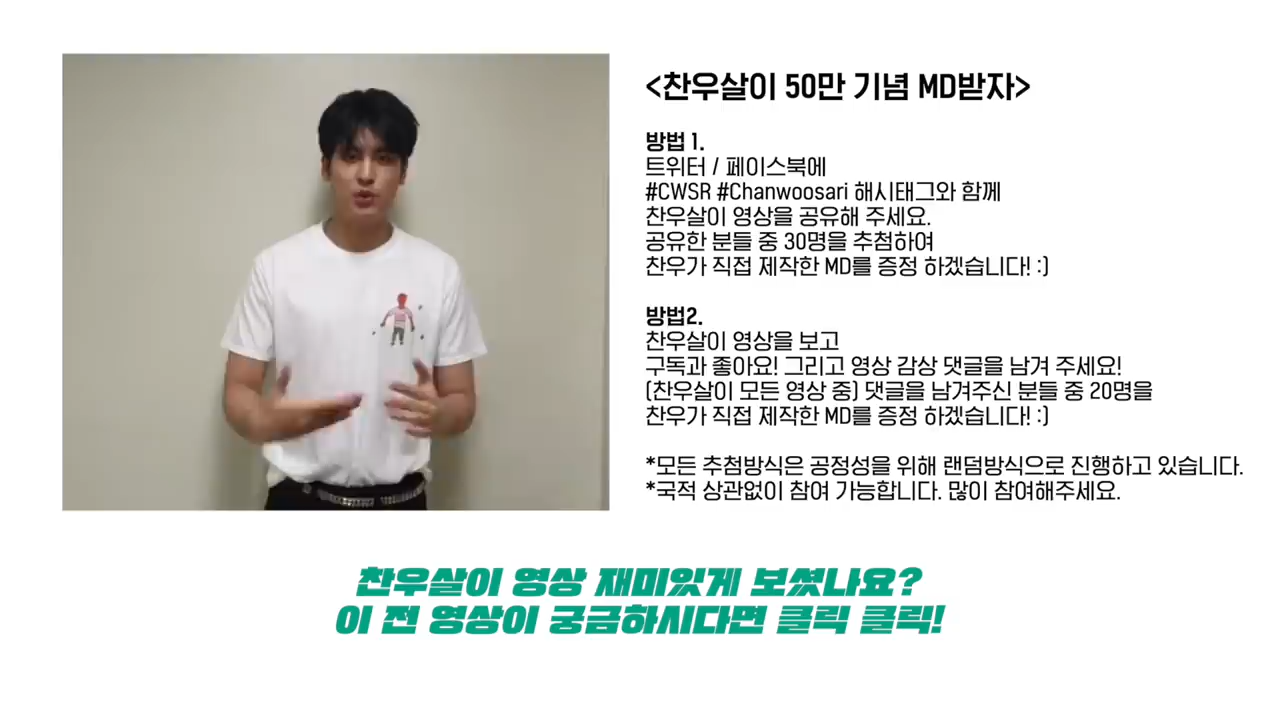 <찬우살이 50만 기념 MD받자>
방법 1.
트위터 / 페이스북에
#CWSR #Chanwoosari 해시태그와 함께
찬우살이 영상을 공유해 주세요.
공유한 분들 중 30명을 추첨하여
찬우가 직접 제작한 MD를 증정 하겠습니다! :)
방법2.
찬우살이 영상을 보고
구독과 좋아요! 그리고 영상 감상 댓글을 남겨 주세요!
(찬우살이 모든 영상 중) 댓글을 남겨주신 분들 중 20명을
찬우가 직접 제작한 MD를 증정 하겠습니다! :)
*모든 추첨방식은 공정성을 위해 랜덤방식으로 진행하고 있습니다.
*국적 상관없이 참여 가능합니다. 많이 참여해주세요.
찬우살이 영상 재미있게 보셨나요?
이 전 영상이 궁금하시다면 클릭 클릭!